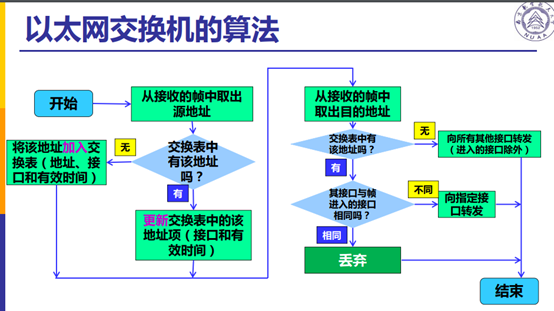 以太网交换机的算法
NUAA
开始
从接收的帧中取出
源地址
交换表中
有该地址
吗？
无
将该地址加入交
换表（地址、接
口和有效时间）
有
更新交换表中的该
地址项（接口和有
效时间）
从接收的帧中
取出目的地址
交换表中有
该地址吗？
无
向所有其他接口转发
（进入的接口除外）
有
其接口与帧
进入的接口
相同吗？
不同
向指定接
口转发
相同
丢弃
结束